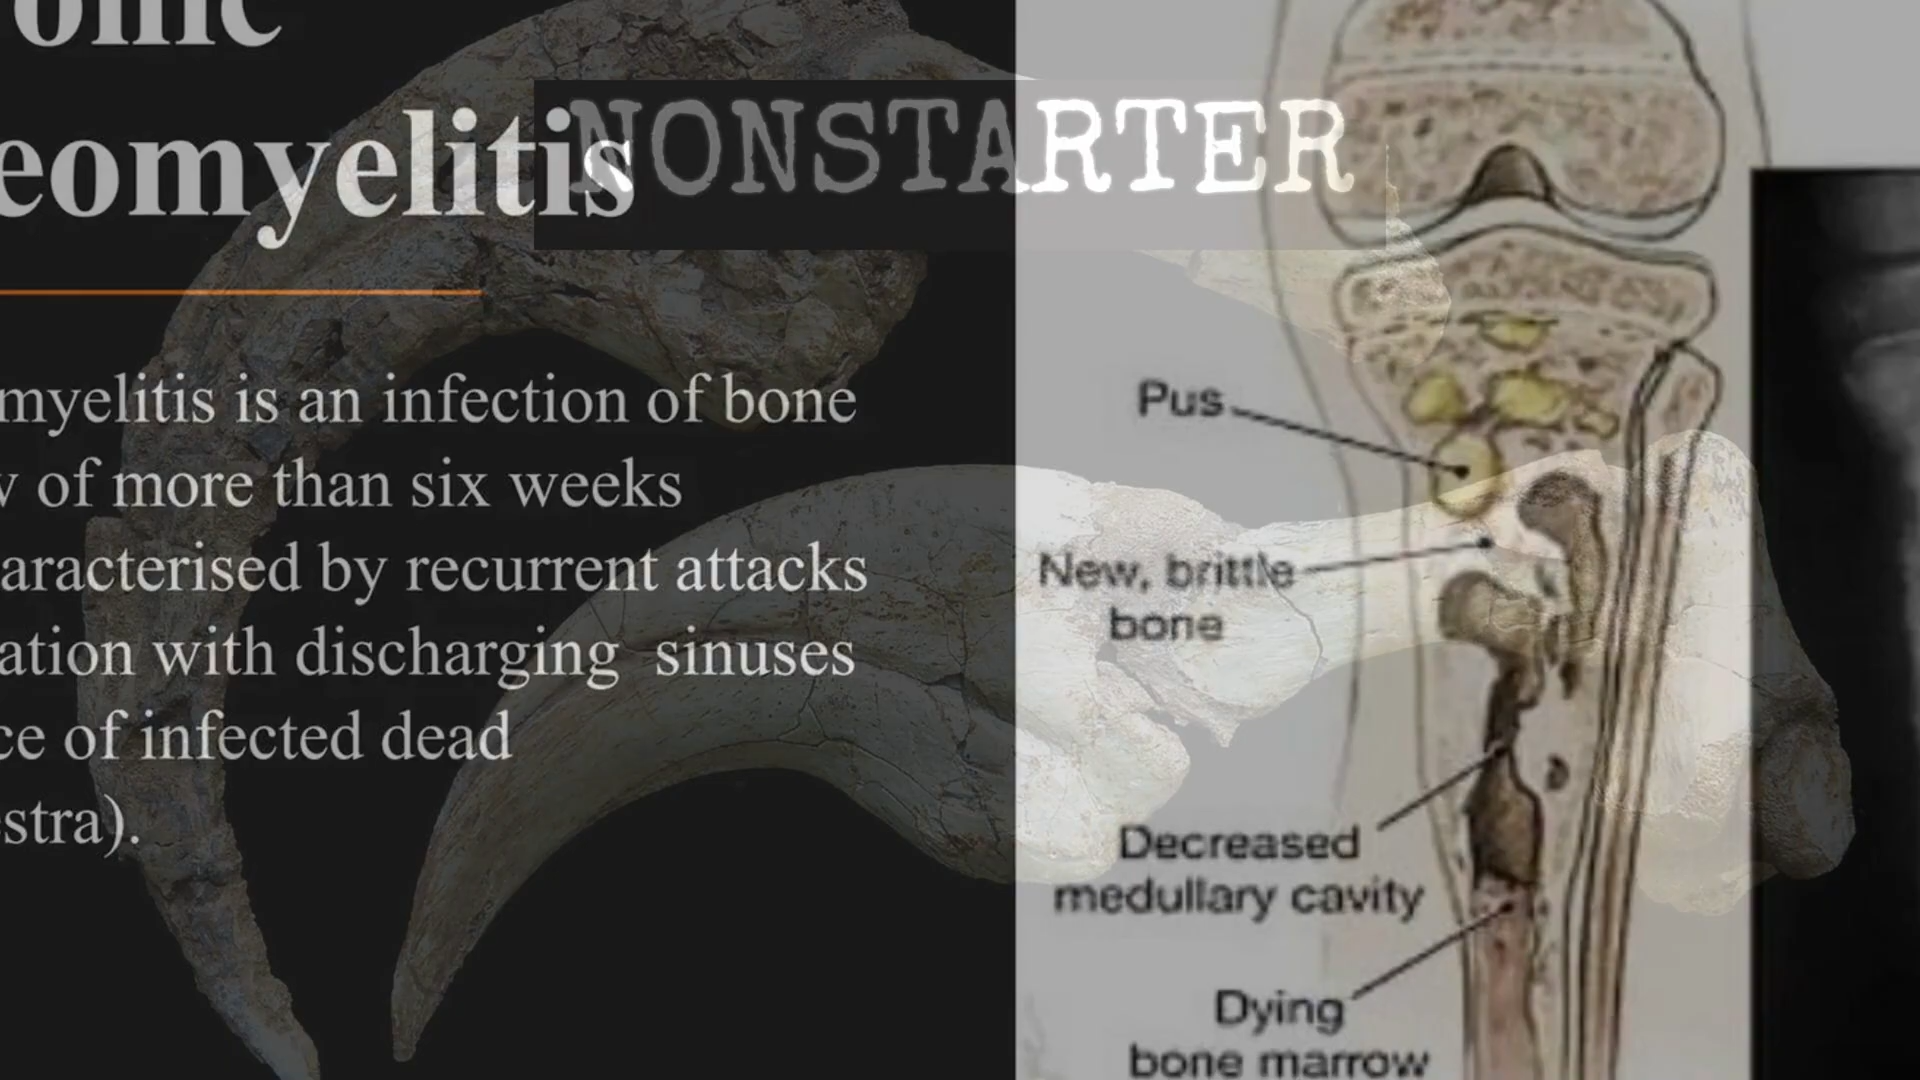 onic
NONSTARTER
eomyelitis
myelitis is an infection of bone
w of more than six weeks
aracterised by recurrent attacks
ation with discharging sinuses
ce of infected dead
estra).
Pus
New, brittle
bone
Decreased
medullary cavity
Dying
bone marrow